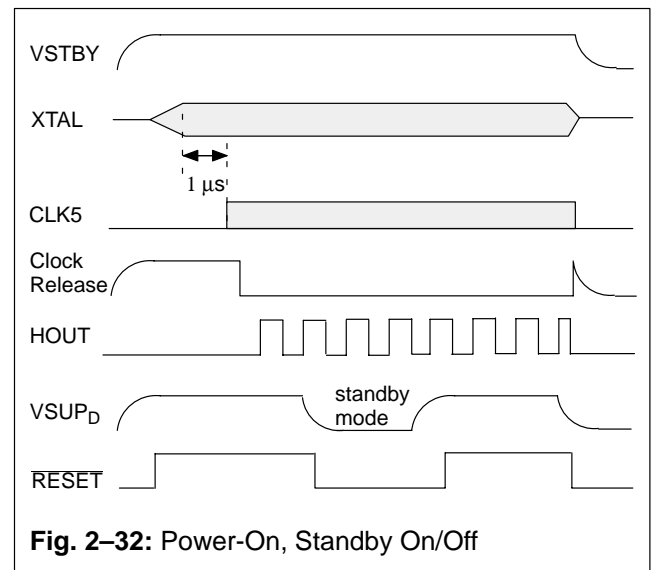 VSTBY
XTAL
1 μs
CLK5
Clock
Release
HOUT
VSUPD
standby
mode
RESET
Fig. 2–32: Power-On, Standby On/Off